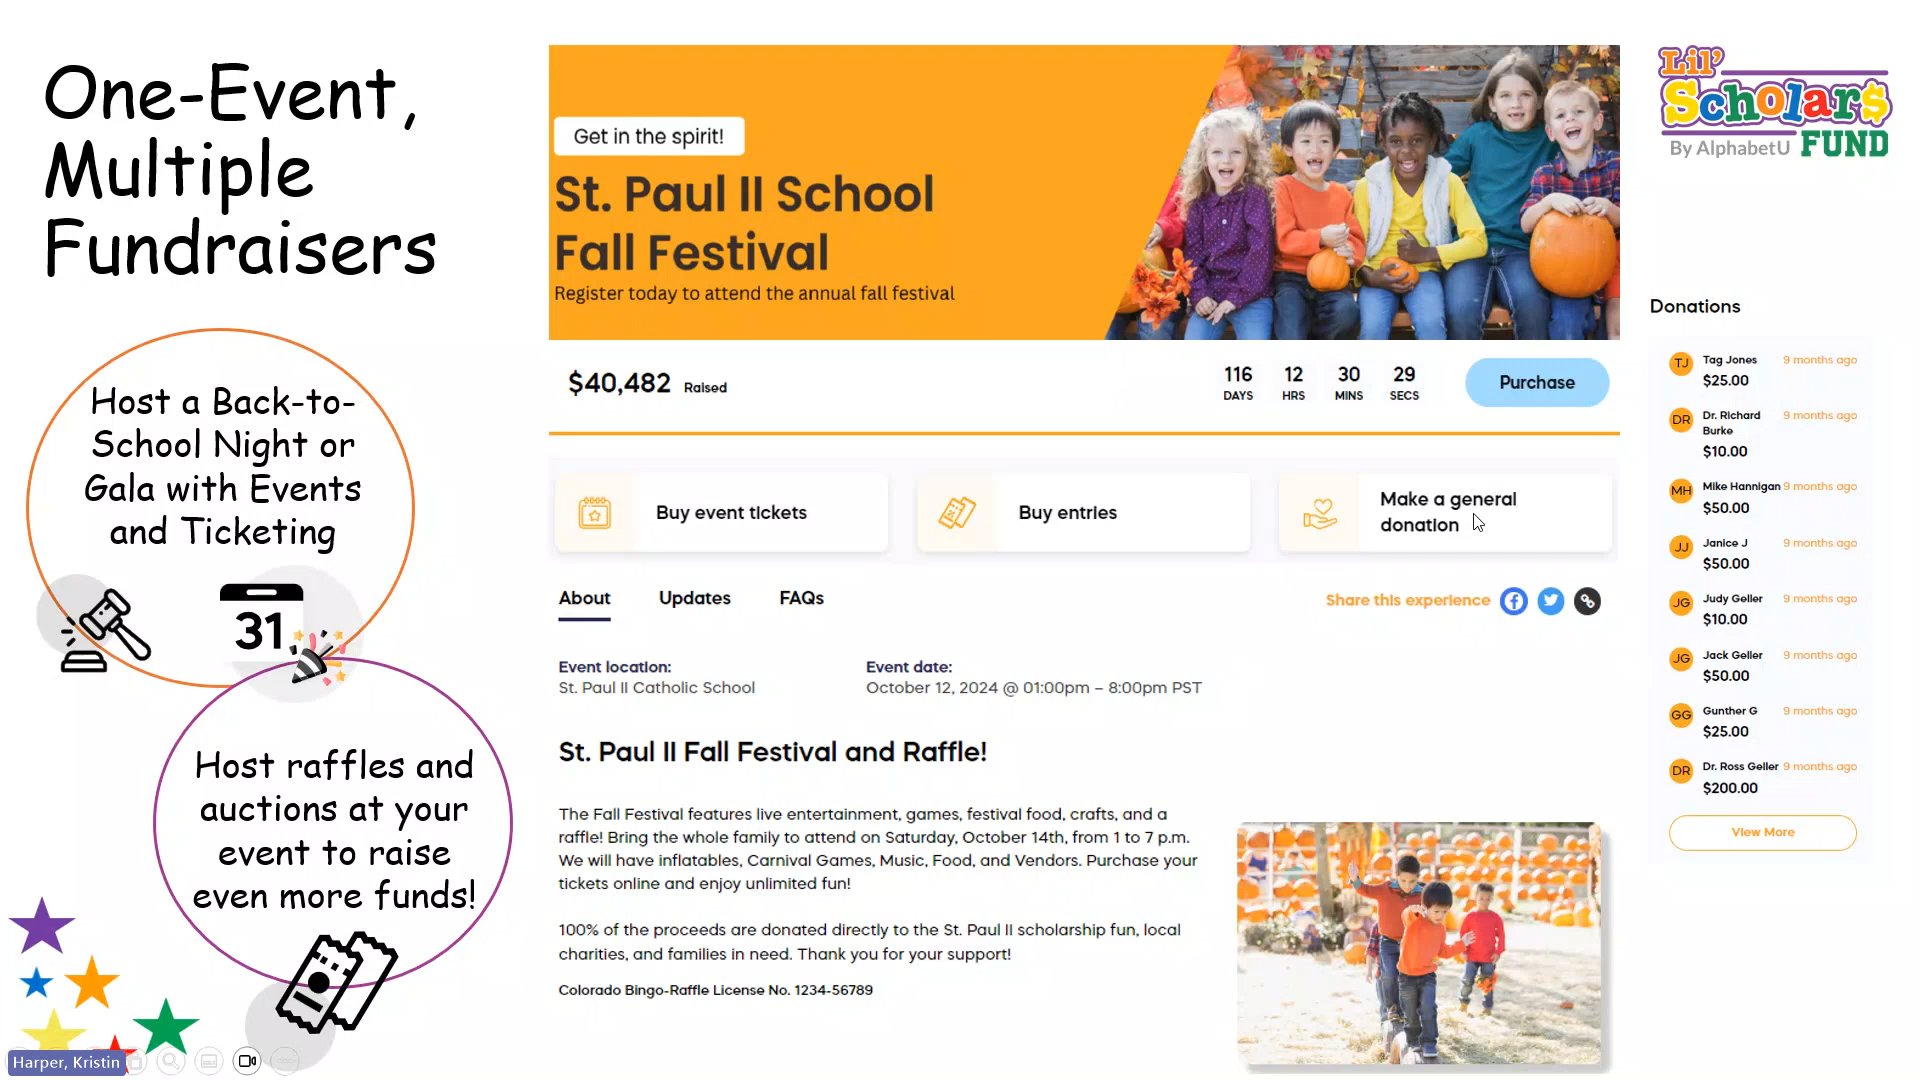 One-Event,
Multiple
Fundraisers
Host a Back-to-
School Night or
Gala with Events
and Ticketing
31
Host raffles and
auctions at your
event to raise
even more funds!
Harper, Kristin
Get in the spirit!
St. Paul II School
Fall Festival
Register today to attend the annual fall festival
$40,482 Raised
116 12 30 29
DAYS HRS MINS SECS
Purchase
Buy event tickets
Buy entries
Make a general
donation
About Updates FAQs
Share this experience
Event location:
St. Paul II Catholic School
Event date:
October 12, 2024 @ 01:00pm – 8:00pm PST
St. Paul II Fall Festival and Raffle!
The Fall Festival features live entertainment, games, festival food, crafts, and a
raffle! Bring the whole family to attend on Saturday, October 14th, from 1 to 7 p.m.
We will have inflatables, Carnival Games, Music, Food, and Vendors. Purchase your
tickets online and enjoy unlimited fun!
100% of the proceeds are donated directly to the St. Paul II scholarship fun, local
charities, and families in need. Thank you for your support!
Colorado Bingo-Raffle License No. 1234-56789
Lil'
Scholar$
By AlphabetU FUND
Donations
TJ Tag Jones 9 months ago
$25.00
DR Dr. Richard 9 months ago
Burke
$10.00
MH Mike Hannigan 9 months ago
$50.00
JJ Janice J 9 months ago
$50.00
JG Judy Geller 9 months ago
$10.00
JG Jack Geller 9 months ago
$50.00
GG Gunther G 9 months ago
$25.00
DR Dr. Ross Geller 9 months ago
$200.00
View More